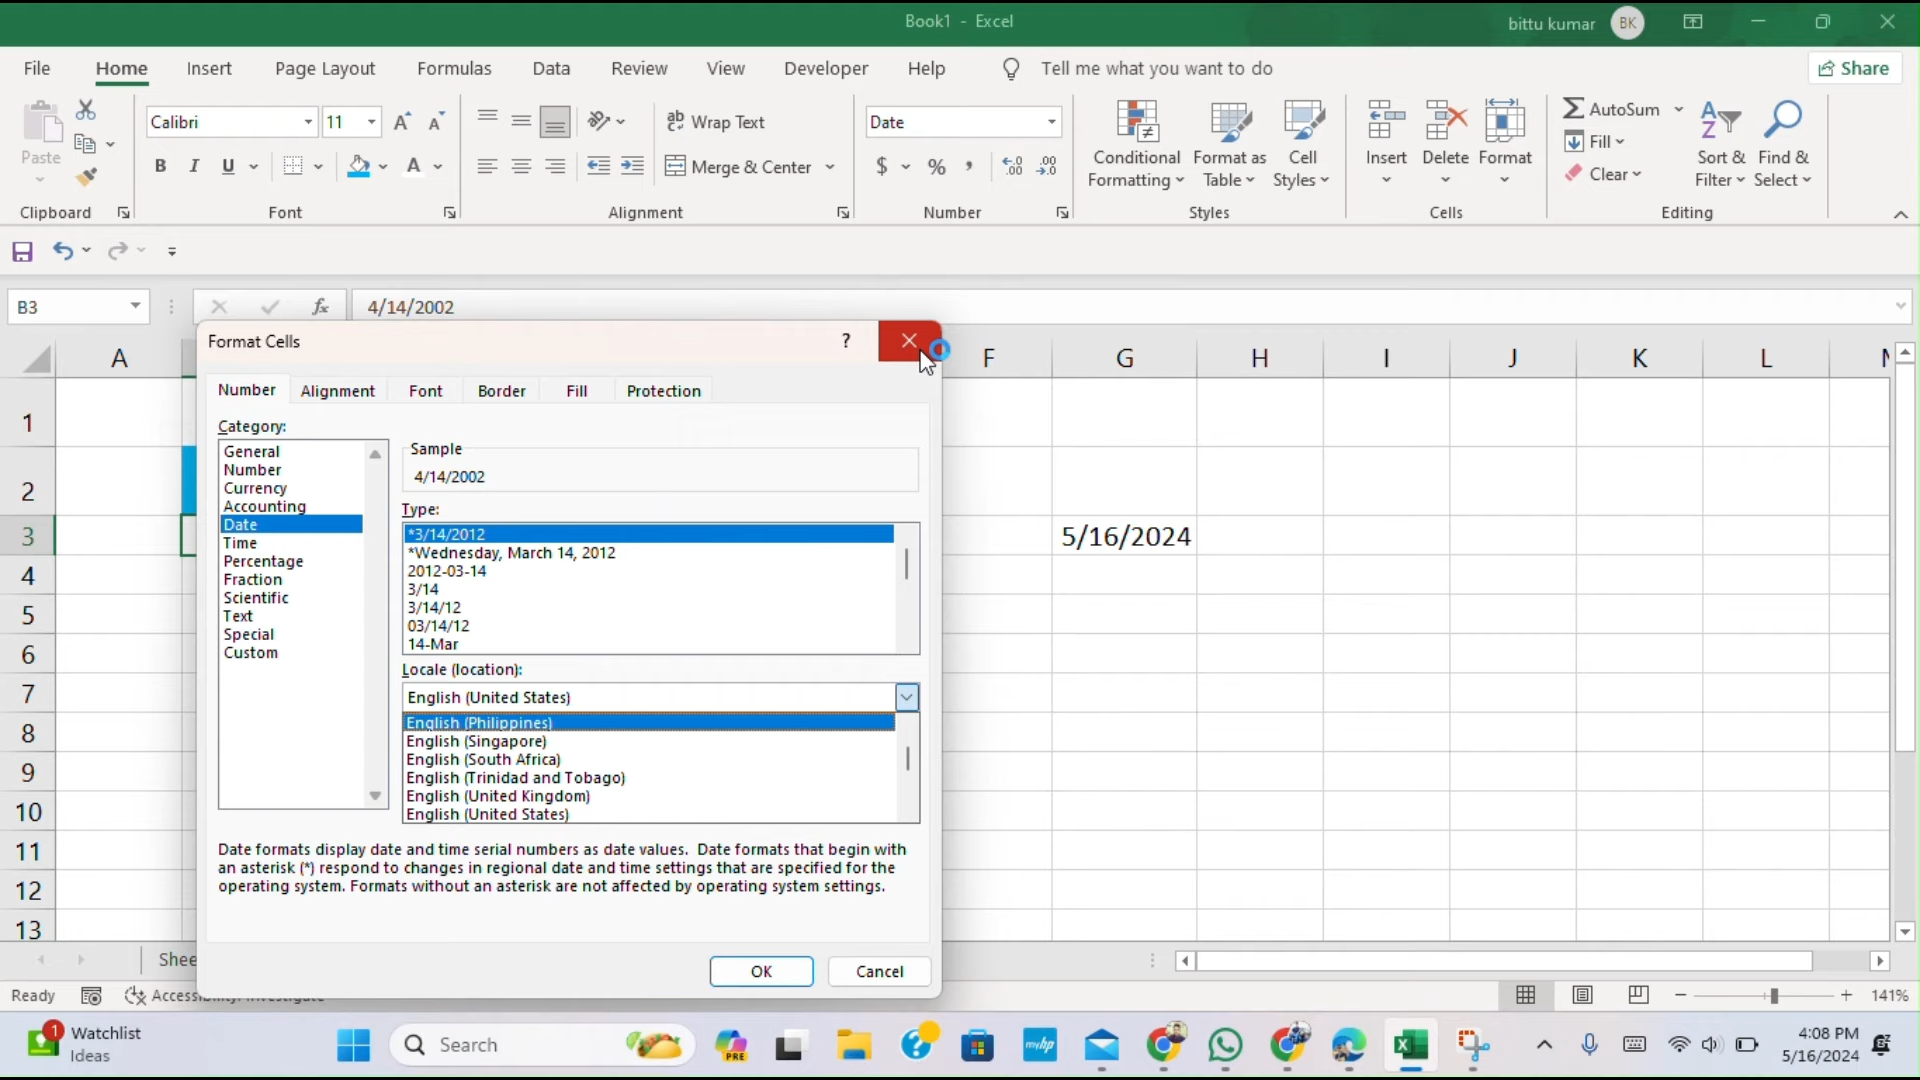 Book1 - Excel
bittu kumar BK
File Home Insert Page Layout Formulas Data Review View Developer Help Tell me what you want to do Share
Paste
Calibri 11
Wrap Text
Date
B I U
Merge & Center
$ % ,
Conditional Formatting
Format as Table
Cell Styles
Insert Delete Format
AutoSum
Fill
Clear
Sort & Filter
Find & Select
Clipboard Font Alignment Number Styles Cells Editing
B3 fx 4/14/2002
A F G H I J K L
1
2
3 5/16/2024
4
5
6
7
8
9
10
11
12
13
Format Cells ?
Number Alignment Font Border Fill Protection
Category:
General
Number
Currency
Accounting
Date
Time
Percentage
Fraction
Scientific
Text
Special
Custom
Sample
4/14/2002
Type:
*3/14/2012
*Wednesday, March 14, 2012
2012-03-14
3/14
3/14/12
03/14/12
14-Mar
Locale (location):
English (United States)
English (Philippines)
English (Singapore)
English (South Africa)
English (Trinidad and Tobago)
English (United Kingdom)
English (United States)
Date formats display date and time serial numbers as date values. Date formats that begin with
an asterisk (*) respond to changes in regional date and time settings that are specified for the
operating system. Formats without an asterisk are not affected by operating system settings.
OK Cancel
Shee
Ready 141%
1 Watchlist
Ideas
Search
PRE
myhp
4:08 PM
5/16/2024